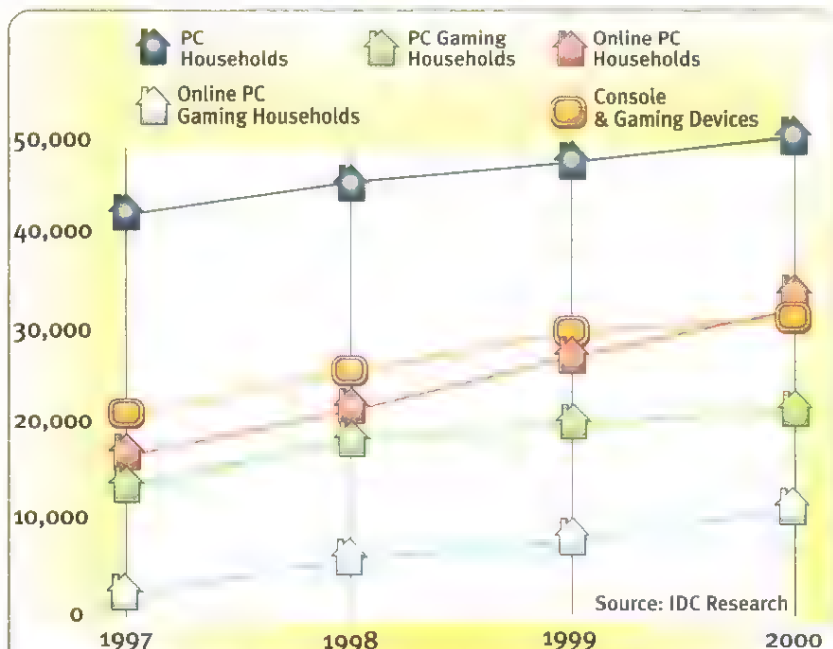 PC
Households
PC Gaming
Households
Online PC
Households
Online PC
Gaming Households
Console
& Gaming Devices
50,000
40,000
30,000
20,000
10,000
0
Source: IDC Research
1997
1998
1999
2000